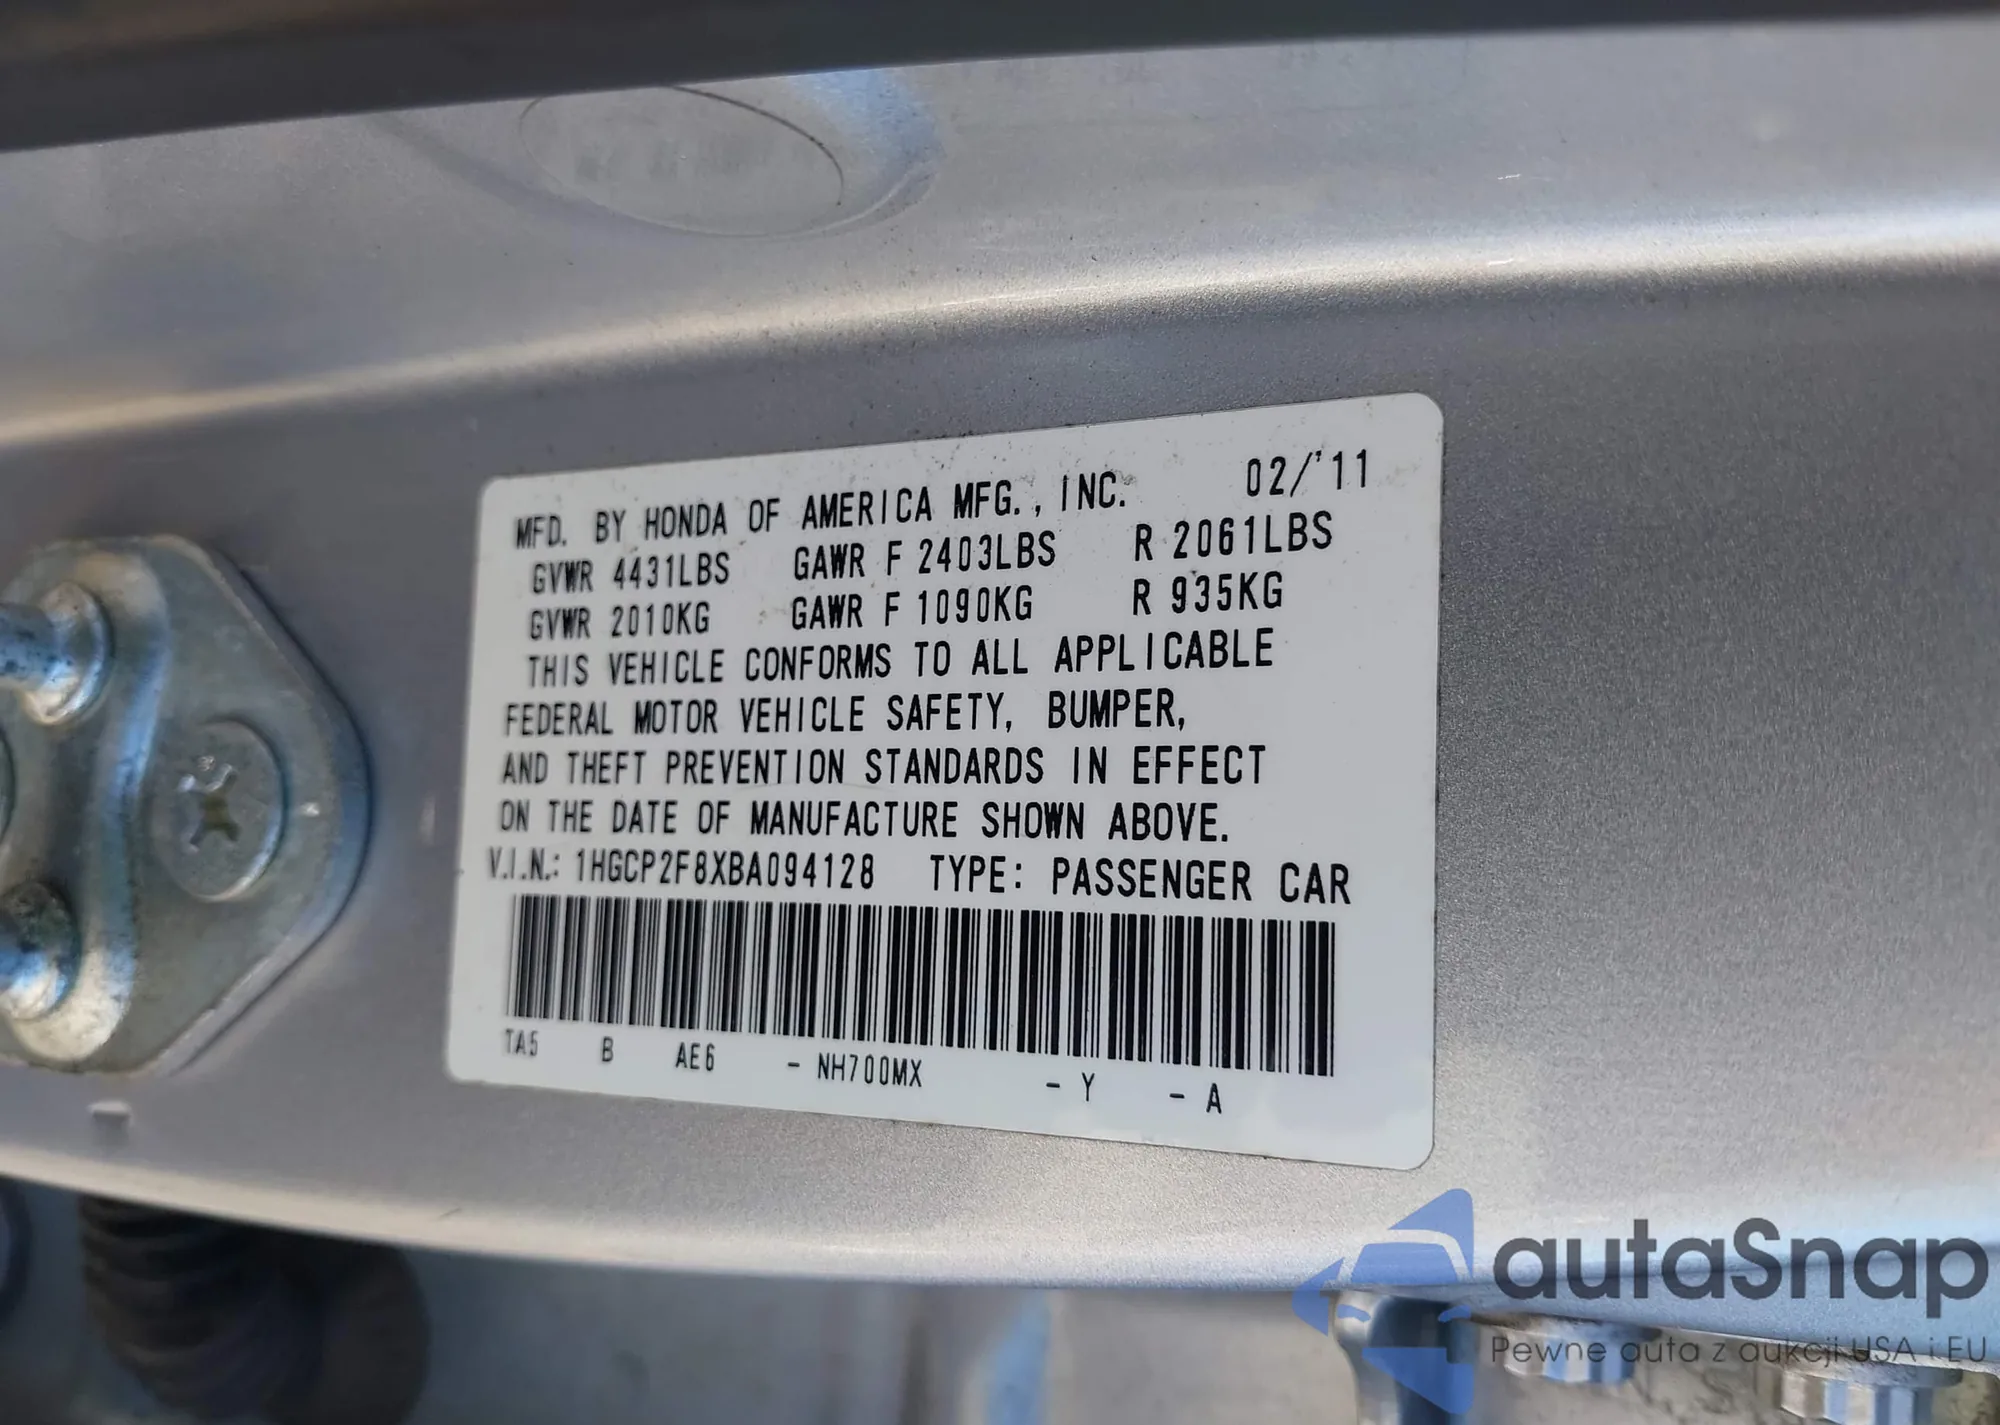 MFD. BY HONDA OF AMERICA MFG., INC. 02/'11
GVWR 4431LBS GAWR F 2403LBS R 2061LBS
GVWR 2010KG GAWR F 1090KG R 935KG
THIS VEHICLE CONFORMS TO ALL APPLICABLE
FEDERAL MOTOR VEHICLE SAFETY, BUMPER,
AND THEFT PREVENTION STANDARDS IN EFFECT
ON THE DATE OF MANUFACTURE SHOWN ABOVE.
V.I.N.: 1HGCP2F8XBA094128 TYPE: PASSENGER CAR
TA5 B AE6 - NH700MX - Y - A
autaSnap
Pewne auta z aukcji USA i EU